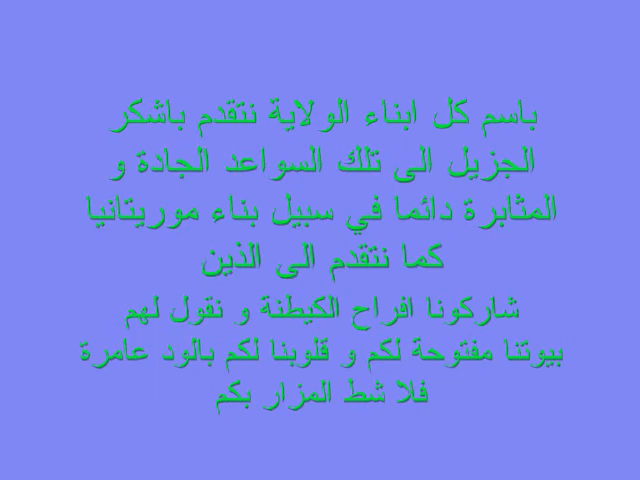 باسم كل ابناء الولاية نتقدم باشكر
الجزيل الى تلك السواعد الجادة و
المثابرة دائما في سبيل بناء موريتانيا
كما نتقدم الى الذين
شاركونا افراح الكيطنة و نقول لهم
بيوتنا مفتوحة لكم و قلوبنا لكم بالود عامرة
فلا شط المزار بكم